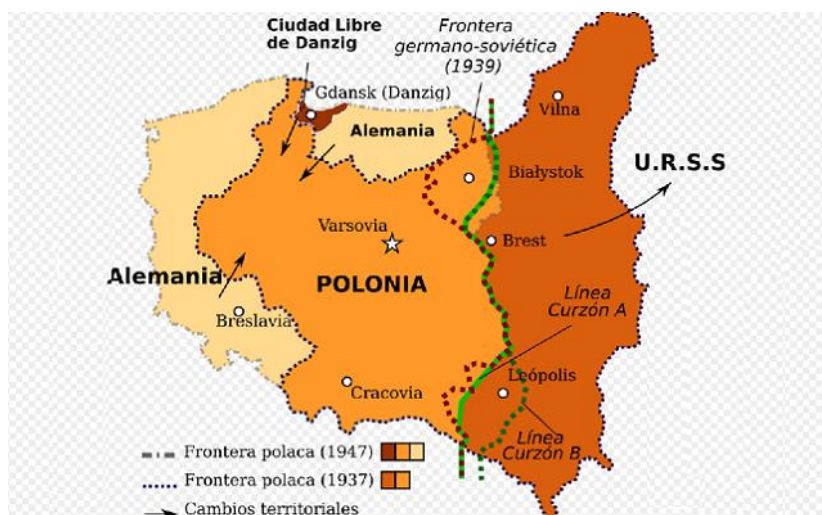 Ciudad Libre
de Danzig
Frontera
germano-soviética
(1939)
Gdansk (Danzig)
Vilna
Alemania
U.R.S.S
Białystok
Varsovia
Brest
Alemania
POLONIA
Línea
Curzón A
Breslavia
Leópolis
Cracovia
Línea
Curzón B
Frontera polaca (1947)
Frontera polaca (1937)
Cambios territoriales